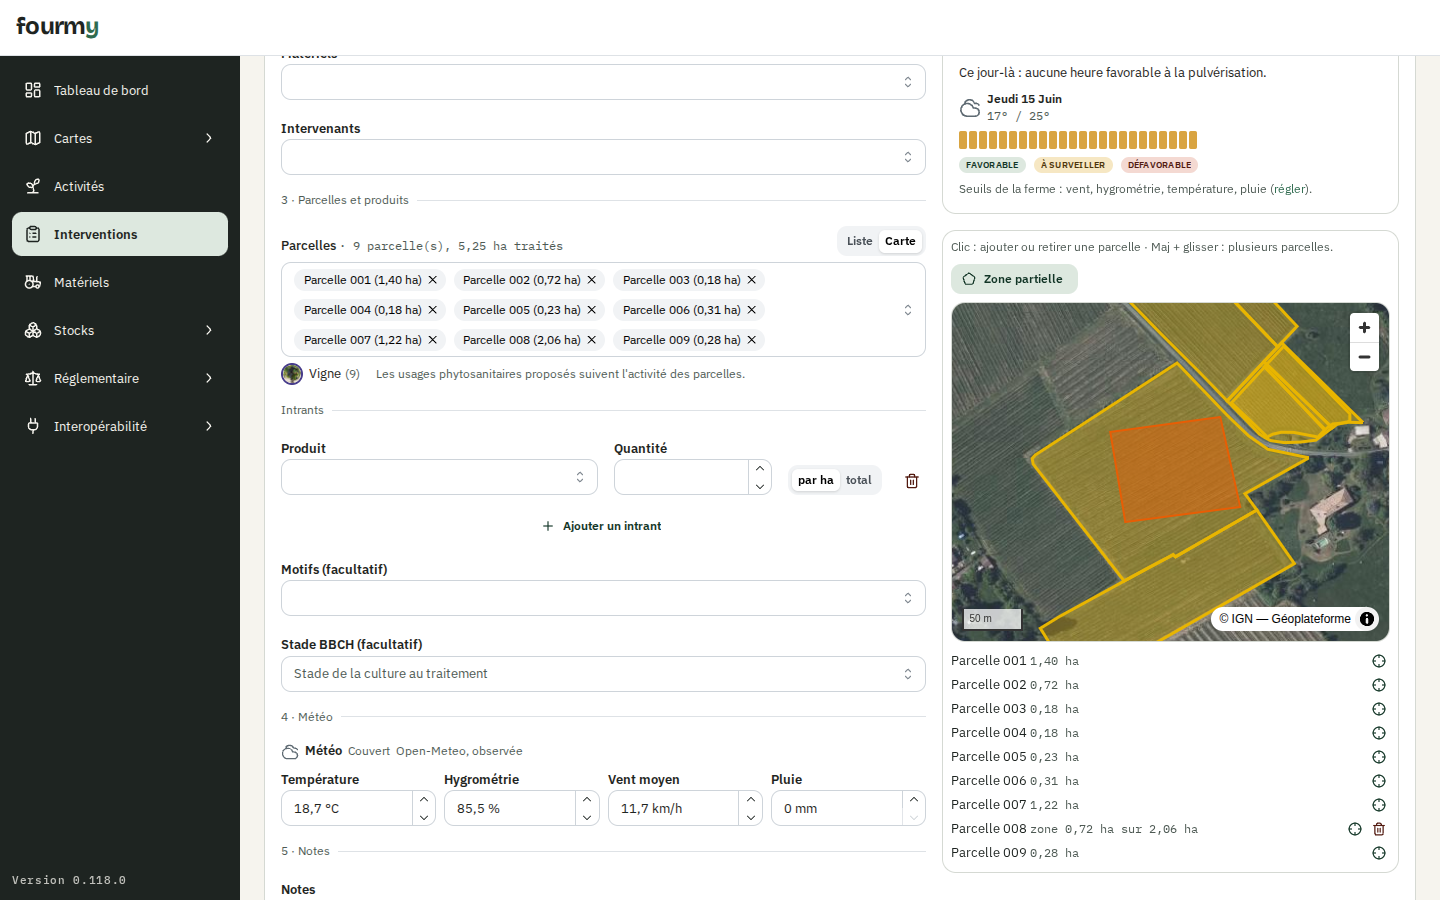 fourmy
Tableau de bord
Cartes
Activités
Interventions
Matériels
Stocks
Réglementaire
Interopérabilité
Version 0.118.0
Intervenants
3 · Parcelles et produits
Parcelles · 9 parcelle(s), 5,25 ha traités
Liste Carte
Parcelle 001 (1,40 ha) Parcelle 002 (0,72 ha) Parcelle 003 (0,18 ha)
Parcelle 004 (0,18 ha) Parcelle 005 (0,23 ha) Parcelle 006 (0,31 ha)
Parcelle 007 (1,22 ha) Parcelle 008 (2,06 ha) Parcelle 009 (0,28 ha)
Vigne (9) Les usages phytosanitaires proposés suivent l'activité des parcelles.
Intrants
Produit Quantité
par ha total
Ajouter un intrant
Motifs (facultatif)
Stade BBCH (facultatif)
Stade de la culture au traitement
4 · Météo
Météo Couvert Open-Meteo, observée
Température Hygrométrie Vent moyen Pluie
18,7 °C 85,5 % 11,7 km/h 0 mm
5 · Notes
Notes
Ce jour-là : aucune heure favorable à la pulvérisation.
Jeudi 15 Juin
17° / 25°
FAVORABLE À SURVEILLER DÉFAVORABLE
Seuils de la ferme : vent, hygrométrie, température, pluie (régler).
Clic : ajouter ou retirer une parcelle · Maj + glisser : plusieurs parcelles.
Zone partielle
50 m
© IGN — Géoplateforme
Parcelle 001 1,40 ha
Parcelle 002 0,72 ha
Parcelle 003 0,18 ha
Parcelle 004 0,18 ha
Parcelle 005 0,23 ha
Parcelle 006 0,31 ha
Parcelle 007 1,22 ha
Parcelle 008 zone 0,72 ha sur 2,06 ha
Parcelle 009 0,28 ha